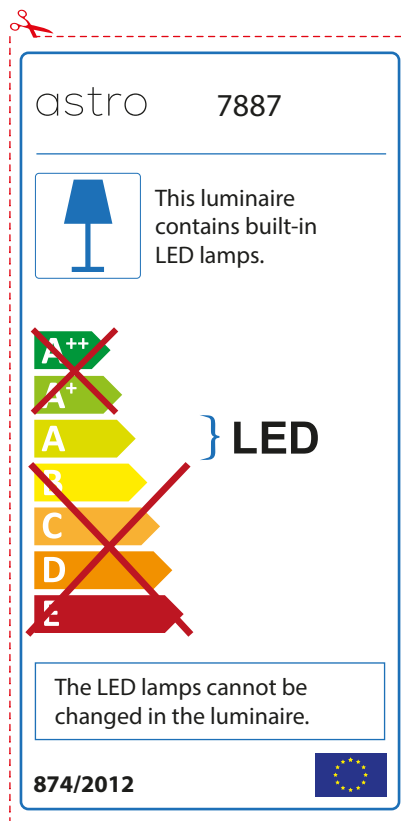 astro 7887
This luminaire
contains built-in
LED lamps.
A++
A+
A
LED
B
C
D
E
The LED lamps cannot be
changed in the luminaire.
874/2012